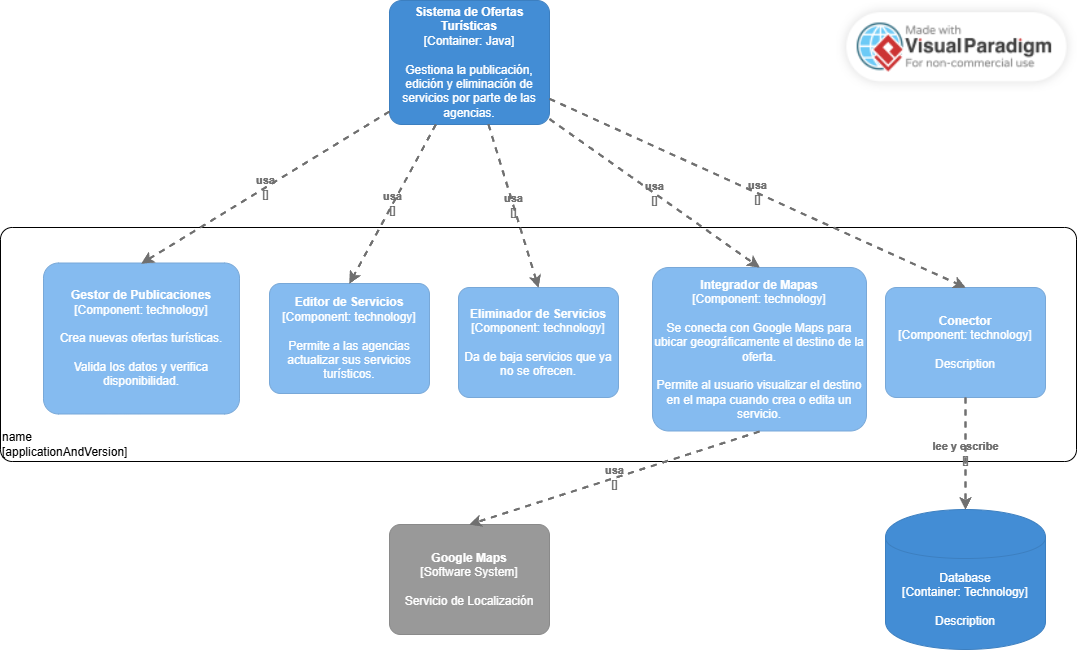 Sistema de Ofertas
Turísticas
[Container: Java]
Gestiona la publicación,
edición y eliminación de
servicios por parte de las
agencias.
Made with
Visual Paradigm
For non-commercial use
usa
[]
usa
[]
usa
[]
usa
[]
usa
[]
Gestor de Publicaciones
[Component: technology]
Crea nuevas ofertas turísticas.
Valida los datos y verifica
disponibilidad.
Editor de Servicios
[Component: technology]
Permite a las agencias
actualizar sus servicios
turísticos.
Eliminador de Servicios
[Component: technology]
Da de baja servicios que ya
no se ofrecen.
Integrador de Mapas
[Component: technology]
Se conecta con Google Maps para
ubicar geográficamente el destino de la
oferta.
Permite al usuario visualizar el destino
en el mapa cuando crea o edita un
servicio.
Conector
[Component: technology]
Description
name
[applicationAndVersion]
usa
[]
lee y escribe
[]
Google Maps
[Software System]
Servicio de Localización
Database
[Container: Technology]
Description